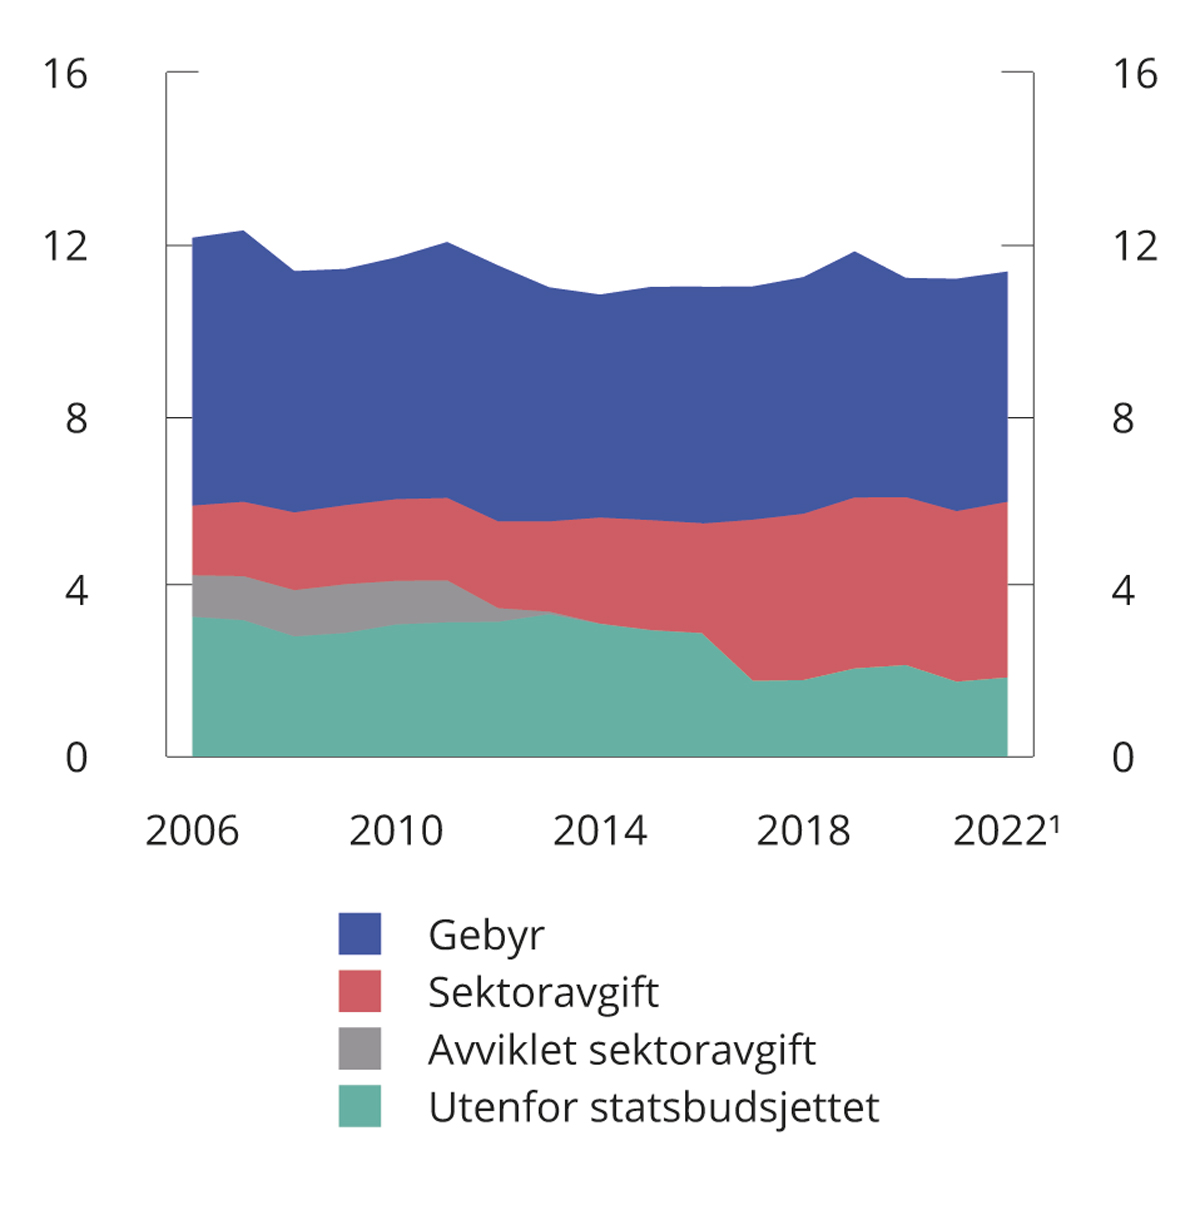 16 16
12 12
8 8
4 4
0 0
2006 2010 2014 2018 2022¹
Gebyr
Sektoravgift
Avviklet sektoravgift
Utenfor statsbudsjettet